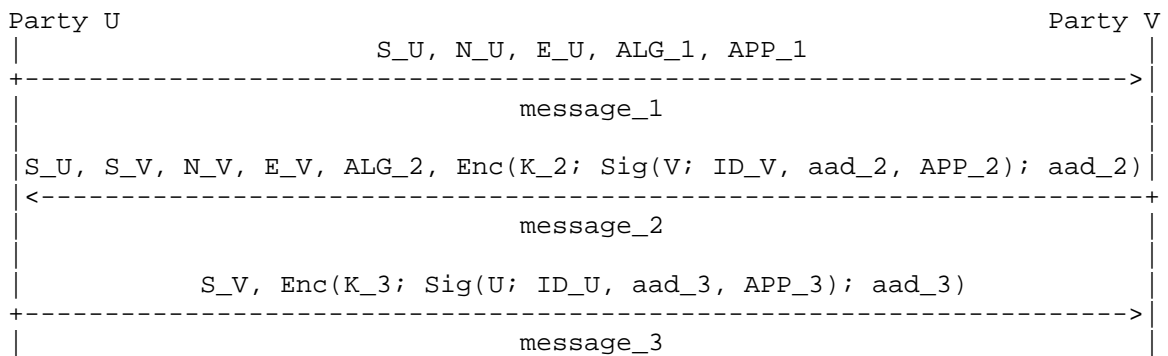 Party U Party V
S_U, N_U, E_U, ALG_1, APP_1
message_1
S_U, S_V, N_V, E_V, ALG_2, Enc(K_2; Sig(V; ID_V, aad_2, APP_2); aad_2)
message_2
S_V, Enc(K_3; Sig(U; ID_U, aad_3, APP_3); aad_3)
message_3